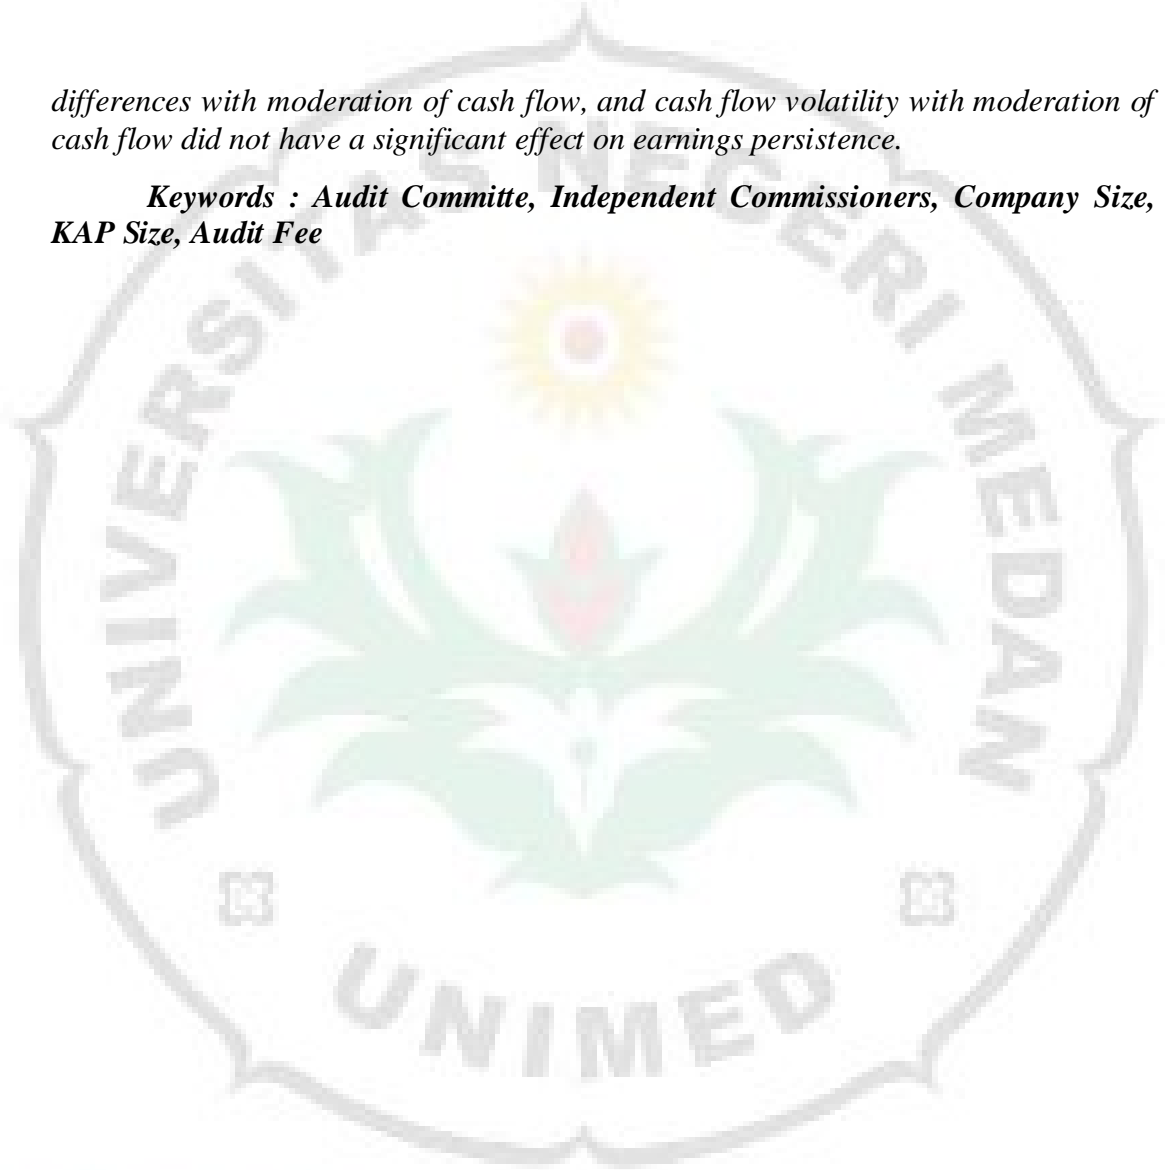 differences with moderation of cash flow, and cash flow volatility with moderation of
cash flow did not have a significant effect on earnings persistence.
Keywords : Audit Committe, Independent Commissioners, Company Size,
KAP Size, Audit Fee
UNIVERSITAS NEGERI MEDAN
UNIMED